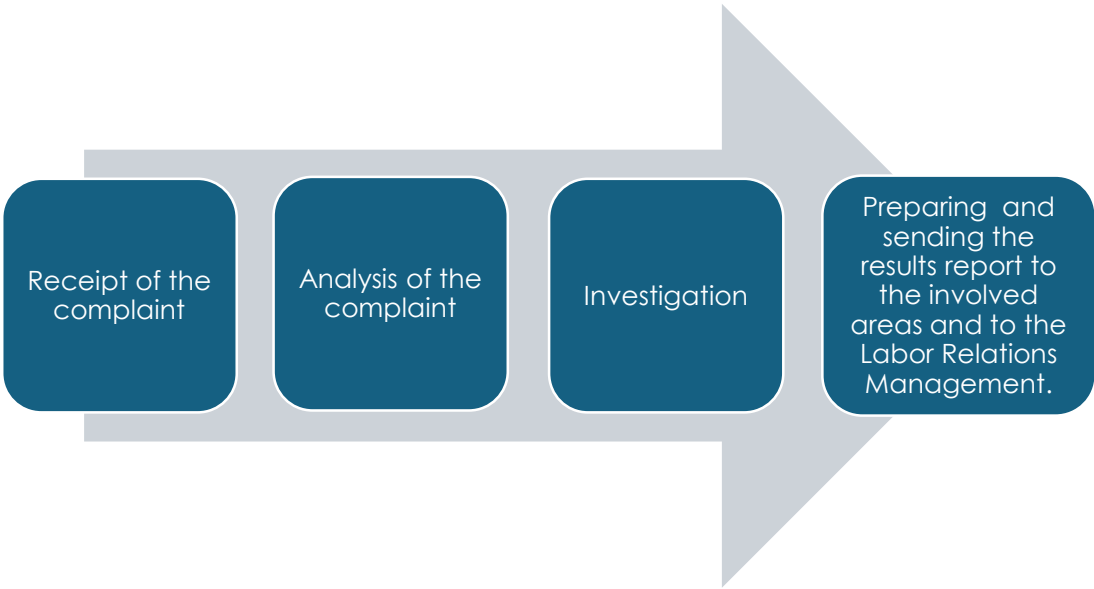 Receipt of the
complaint
Analysis of the
complaint
Investigation
Preparing  and
sending the
results report to
the involved
areas and to the
Labor Relations
Management.